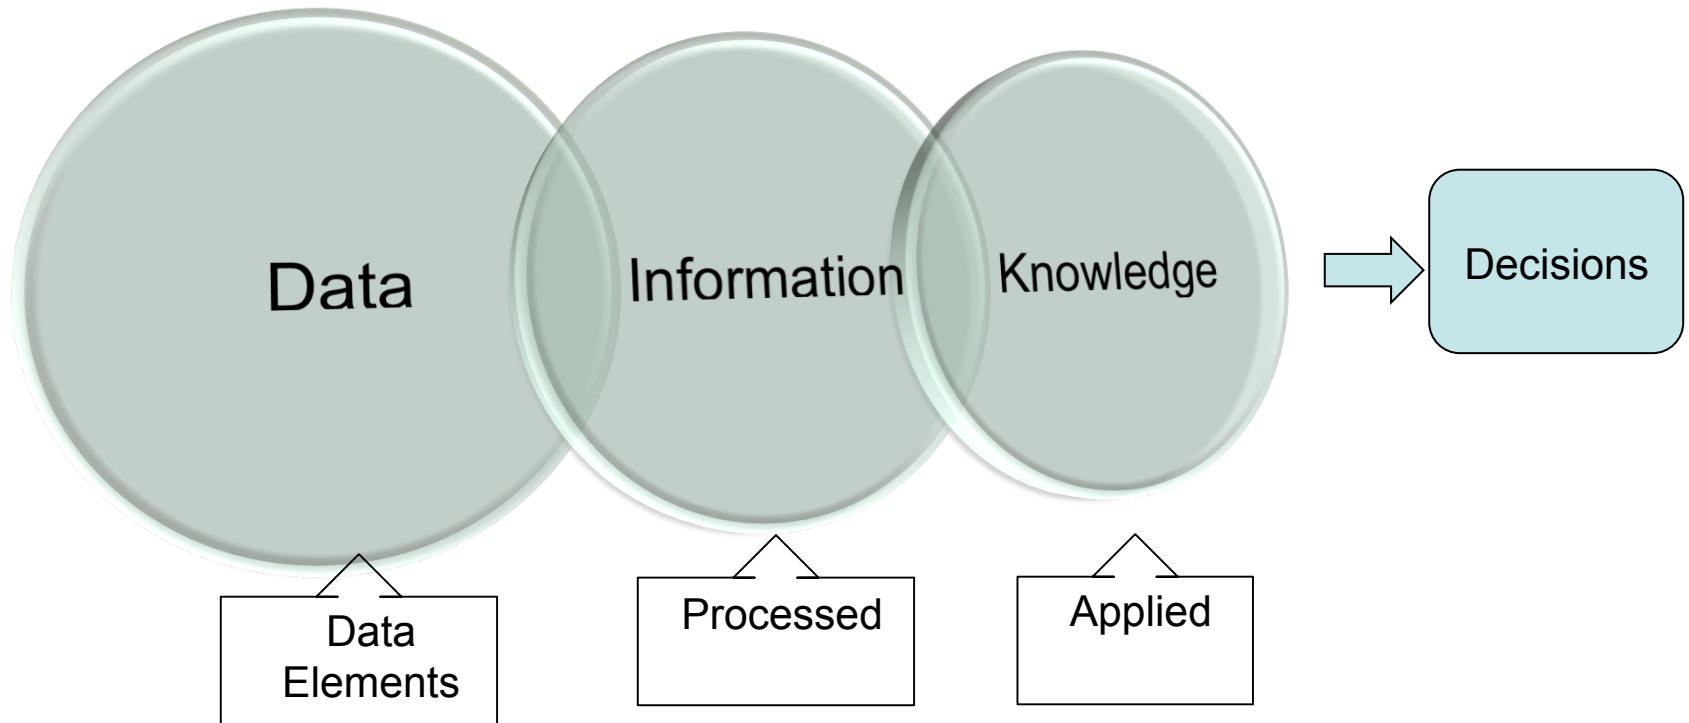 Data
Information
Knowledge
Decisions
Data
Elements
Processed
Applied